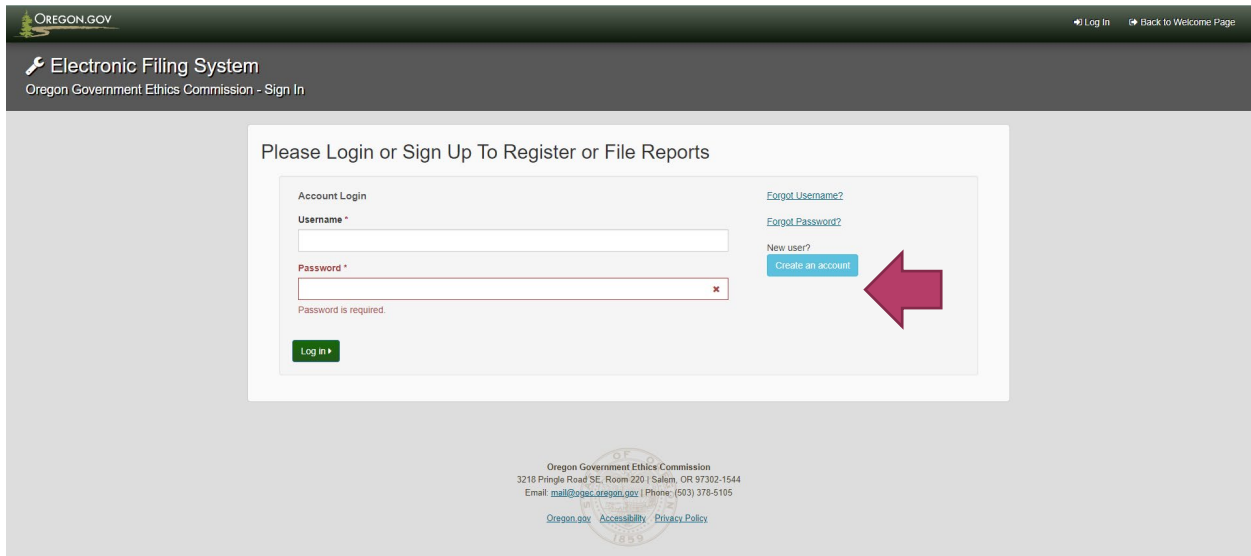 OREGON.GOV
Log In Back to Welcome Page
Electronic Filing System
Oregon Government Ethics Commission - Sign In
Please Login or Sign Up To Register or File Reports
Account Login
Username *
Password *
Password is required.
Log in
Forgot Username?
Forgot Password?
New user?
Create an account
Oregon Government Ethics Commission
3218 Pringle Road SE, Room 220 | Salem, OR 97302-1544
Email: mail@ogec.oregon.gov | Phone: (503) 378-5105
Oregon.gov Accessibility Privacy Policy
1859